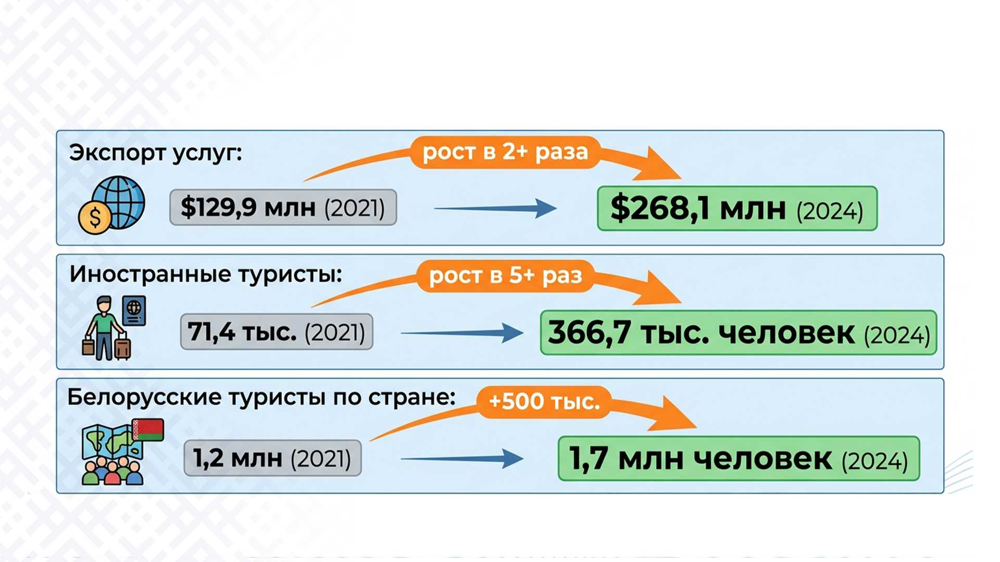 Экспорт услуг:
рост в 2+ раза
$129,9 млн (2021)
$268,1 млн (2024)
$
Иностранные туристы:
рост в 5+ раз
71,4 тыс. (2021)
366,7 тыс. человек (2024)
Белорусские туристы по стране:
+500 тыс.
1,2 млн (2021)
1,7 млн человек (2024)